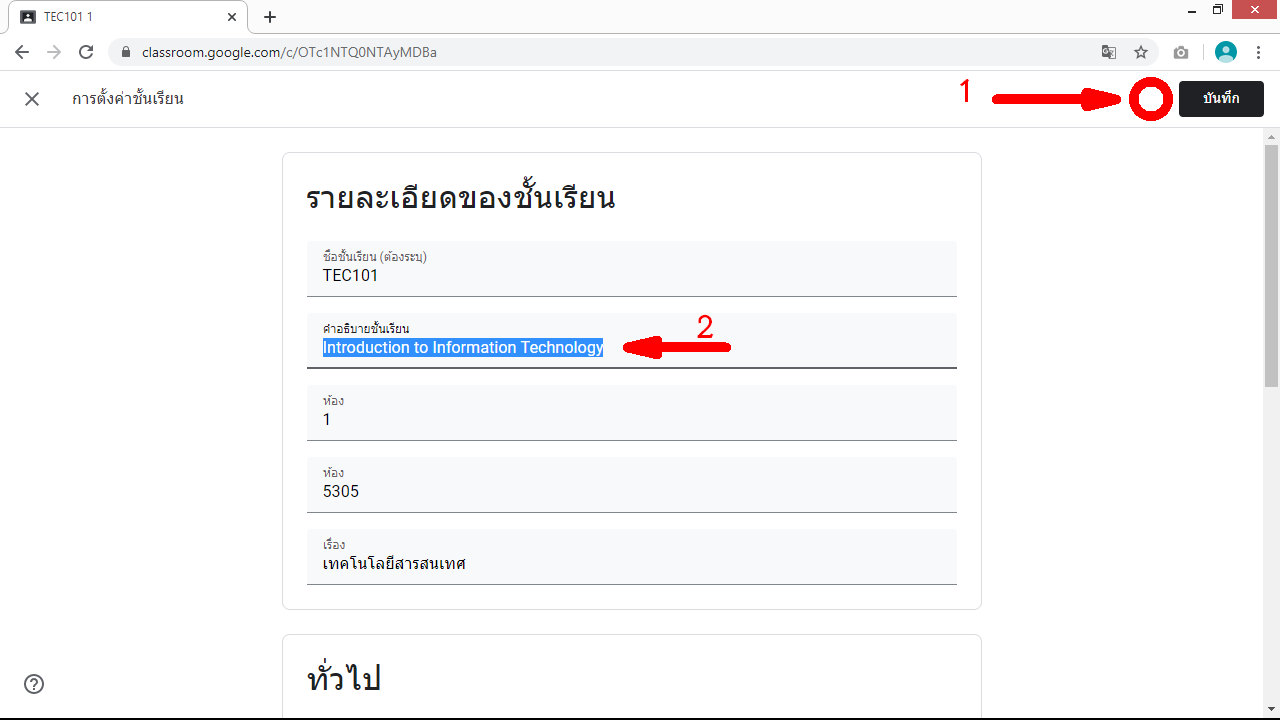 TEC101 1
classroom.google.com/c/OTc1NTQ0NTAyMDBa
การตั้งค่าชั้นเรียน
1
บันทึก
รายละเอียดของชั้นเรียน
ชื่อชั้นเรียน (ต้องระบุ)
TEC101
คำอธิบายชั้นเรียน
Introduction to Information Technology
2
ห้อง
1
ห้อง
5305
เรื่อง
เทคโนโลยีสารสนเทศ
ทั่วไป